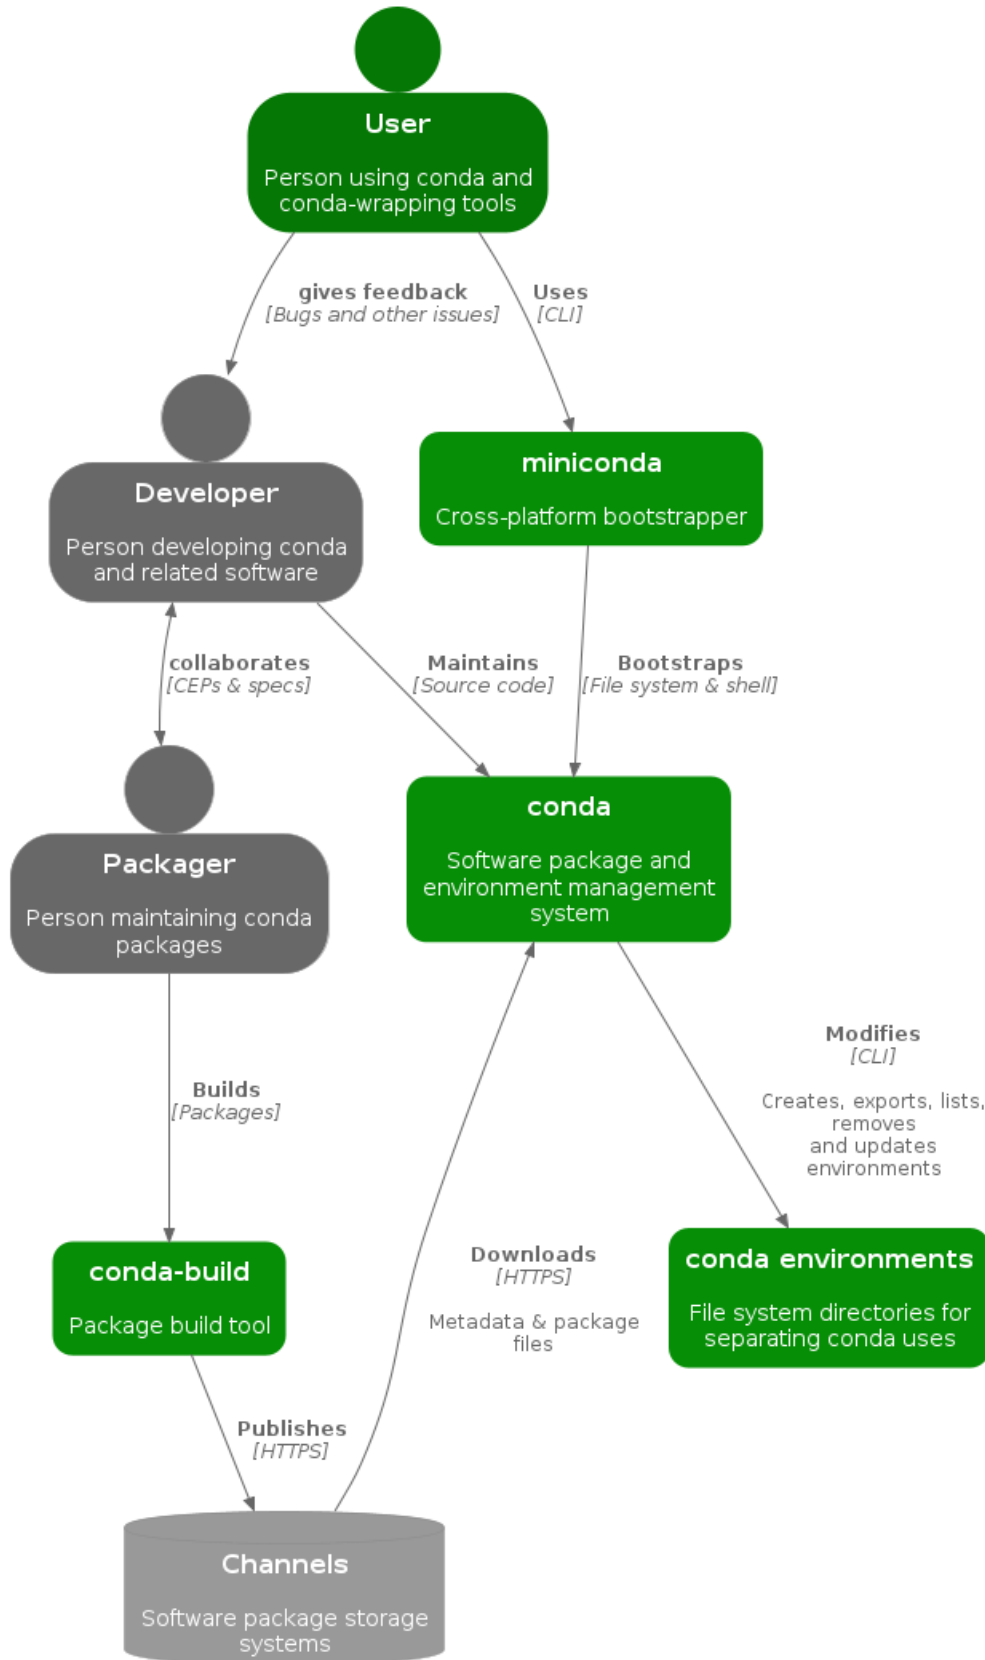 User
Person using conda and
conda-wrapping tools
gives feedback
[Bugs and other issues]
Uses
[CLI]
Developer
Person developing conda
and related software
miniconda
Cross-platform bootstrapper
collaborates
[CEPs & specs]
Maintains
[Source code]
Bootstraps
[File system & shell]
Packager
Person maintaining conda
packages
conda
Software package and
environment management
system
Builds
[Packages]
Modifies
[CLI]
Creates, exports, lists,
removes
and updates
environments
conda-build
Package build tool
Downloads
[HTTPS]
Metadata & package
files
conda environments
File system directories for
separating conda uses
Publishes
[HTTPS]
Channels
Software package storage
systems